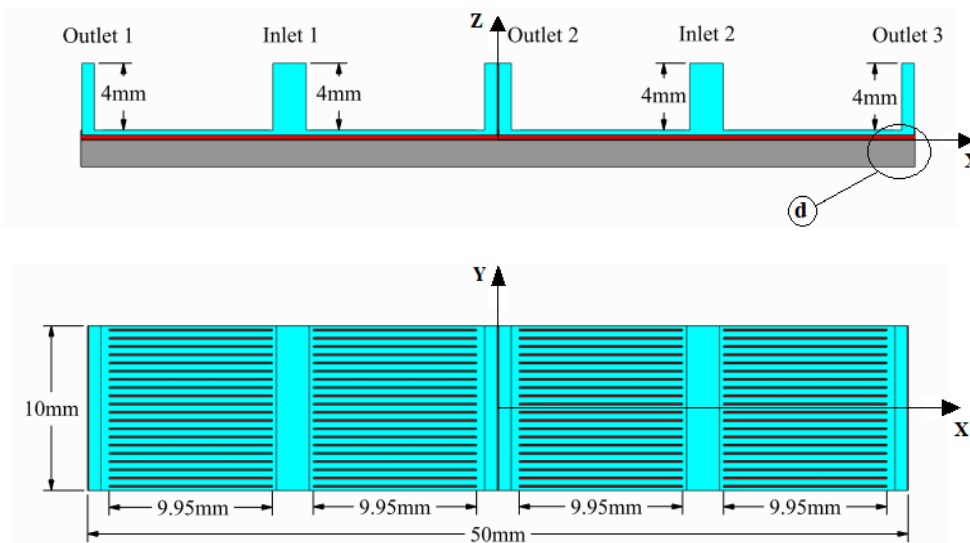 Outlet 1 Inlet 1 Z Outlet 2 Inlet 2 Outlet 3
4mm 4mm 4mm 4mm
X
d
Y
10mm
X
9.95mm 9.95mm 9.95mm 9.95mm
50mm